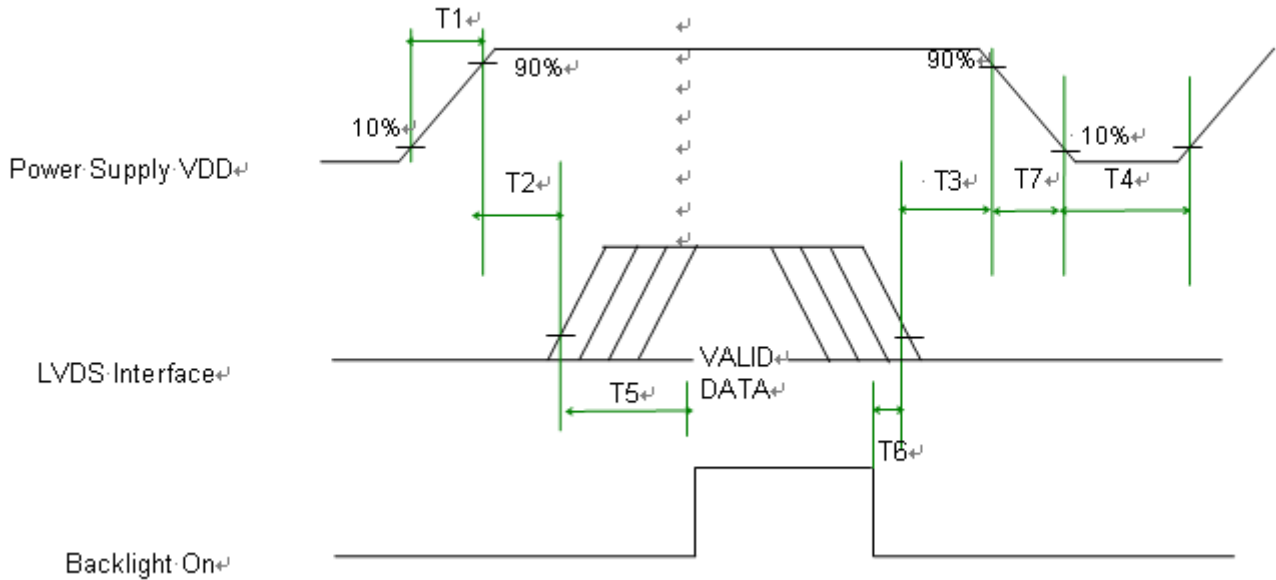 T1↵
↵
↵
90%↵
90%↵
↵
↵
10%↵
10%↵
↵
Power·Supply·VDD↵
T2↵
↵
T3↵
T7↵
T4↵
↵
↵
LVDS·Interface↵
VALID↵
DATA↵
T5↵
T6↵
Backlight·On↵